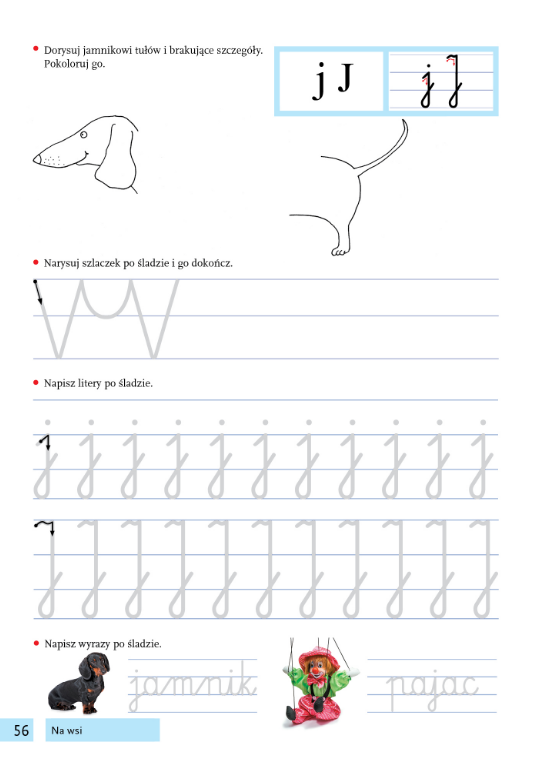 Dorysuj jamnikowi tułów i brakujące szczegóły.
Pokoloruj go.
j J j J
Narysuj szlaczek po śladzie i go dokończ.
Napisz litery po śladzie.
j j j j j j j j j j j
J J J J J J J J J J J
Napisz wyrazy po śladzie.
jamnik pajac
56 Na wsi